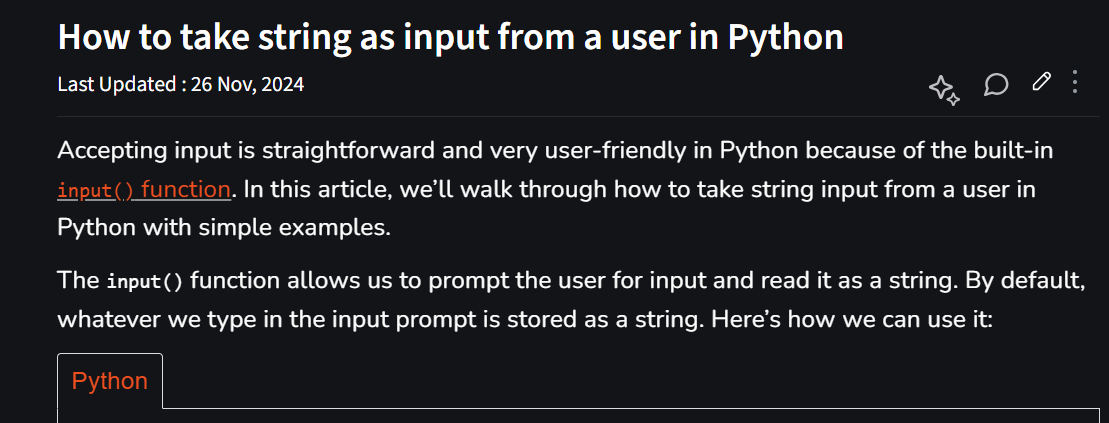 How to take string as input from a user in Python
Last Updated : 26 Nov, 2024
Accepting input is straightforward and very user-friendly in Python because of the built-in
input() function. In this article, we’ll walk through how to take string input from a user in
Python with simple examples.
The input() function allows us to prompt the user for input and read it as a string. By default,
whatever we type in the input prompt is stored as a string. Here’s how we can use it:
Python